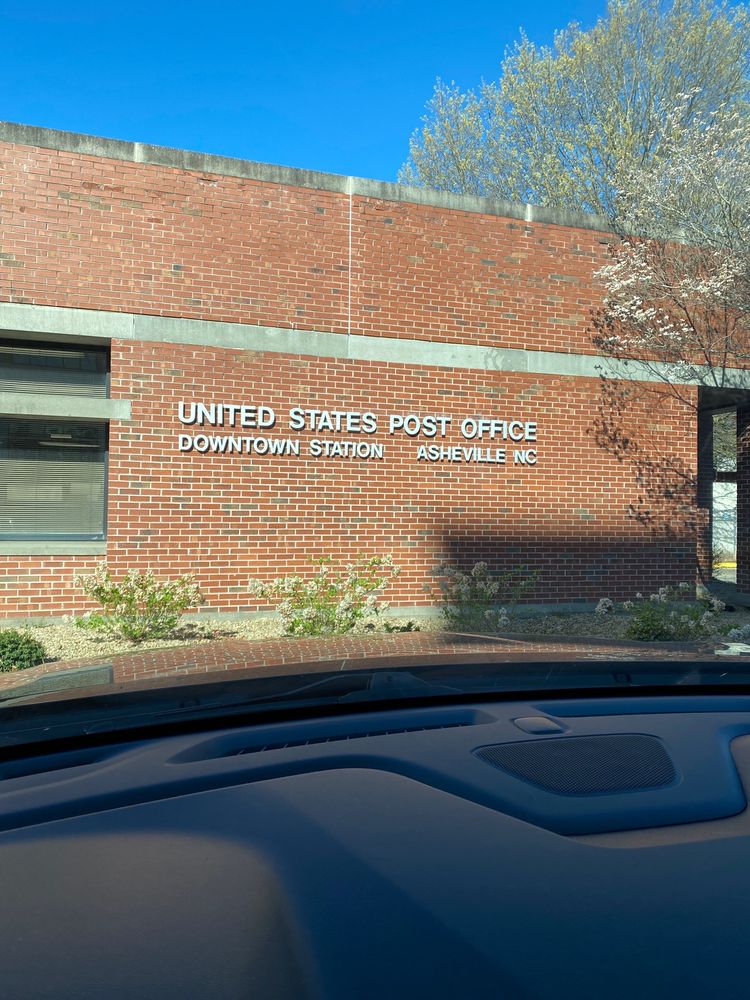 UNITED STATES POST OFFICE
DOWNTOWN STATION ASHEVILLE NC